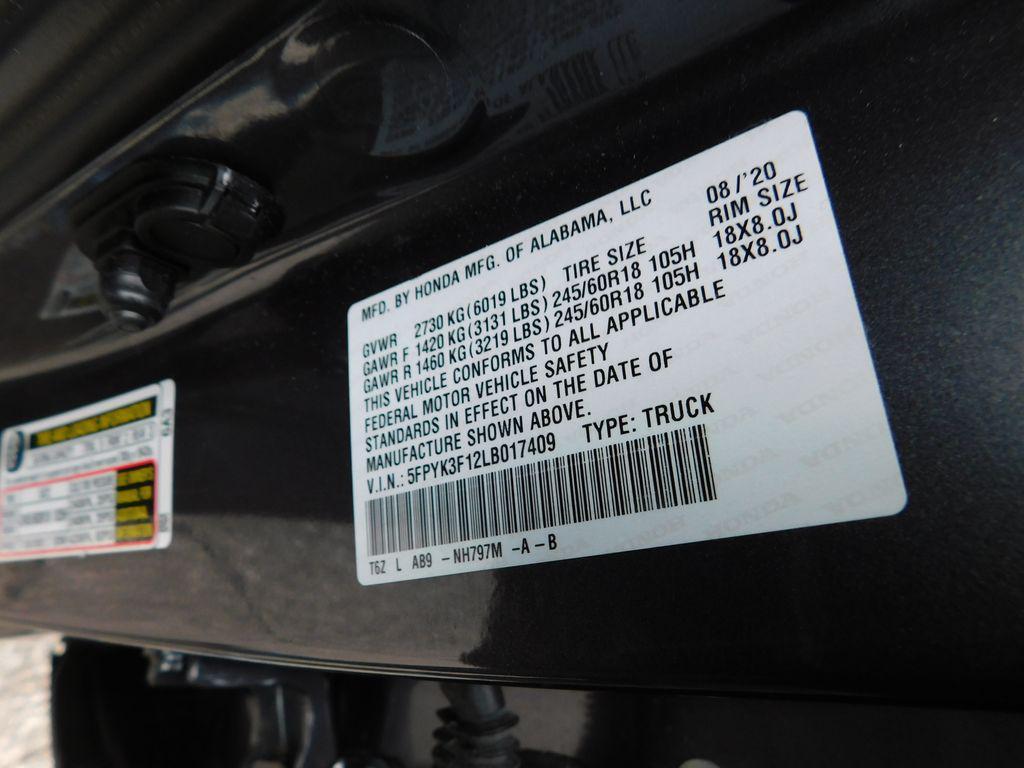 MFD. BY HONDA MFG. OF ALABAMA, LLC 08/'20
GVWR 2730 KG(6019 LBS) TIRE SIZE RIM SIZE
GAWR F 1420 KG(3131 LBS) 245/60R18 105H 18X8.0J
GAWR R 1460 KG(3219 LBS) 245/60R18 105H 18X8.0J
THIS VEHICLE CONFORMS TO ALL APPLICABLE
FEDERAL MOTOR VEHICLE SAFETY
STANDARDS IN EFFECT ON THE DATE OF
MANUFACTURE SHOWN ABOVE.
V.I.N.: 5FPYK3F12LB017409 TYPE: TRUCK
T6Z L AB9 -NH797M -A-B